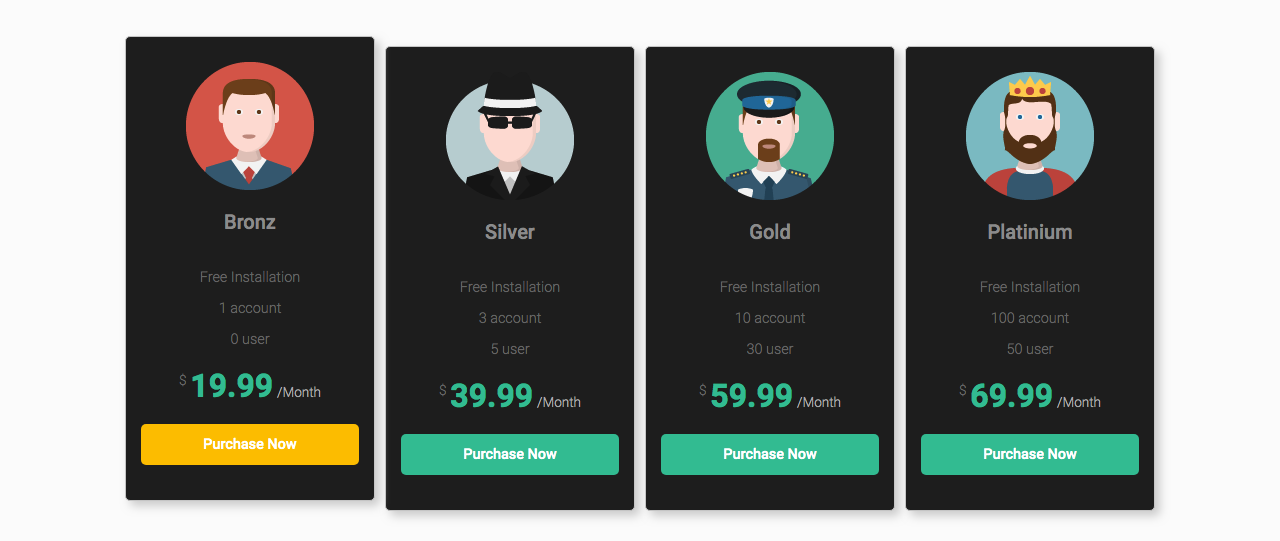 Bronz
Free Installation
1 account
0 user
$ 19.99 /Month
Purchase Now
Silver
Free Installation
3 account
5 user
$ 39.99 /Month
Purchase Now
Gold
Free Installation
10 account
30 user
$ 59.99 /Month
Purchase Now
Platinium
Free Installation
100 account
50 user
$ 69.99 /Month
Purchase Now